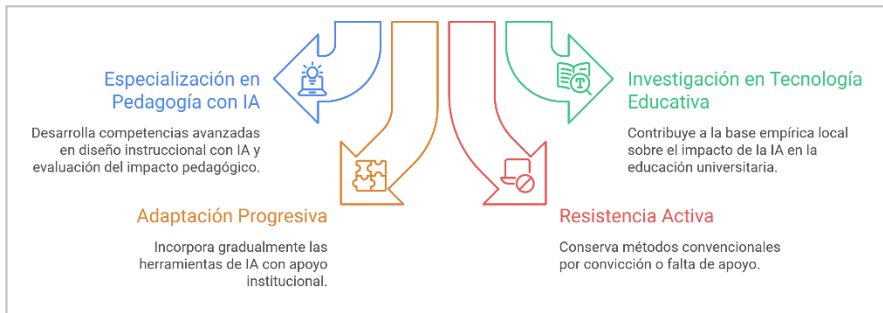 Especialización en
Pedagogía con IA
Desarrolla competencias avanzadas
en diseño instruccional con IA y
evaluación del impacto pedagógico.
Investigación en Tecnología
Educativa
Contribuye a la base empírica local
sobre el impacto de la IA en la
educación universitaria.
Adaptación Progresiva
Incorpora gradualmente las
herramientas de IA con apoyo
institucional.
Resistencia Activa
Conserva métodos convencionales
por convicción o falta de apoyo.